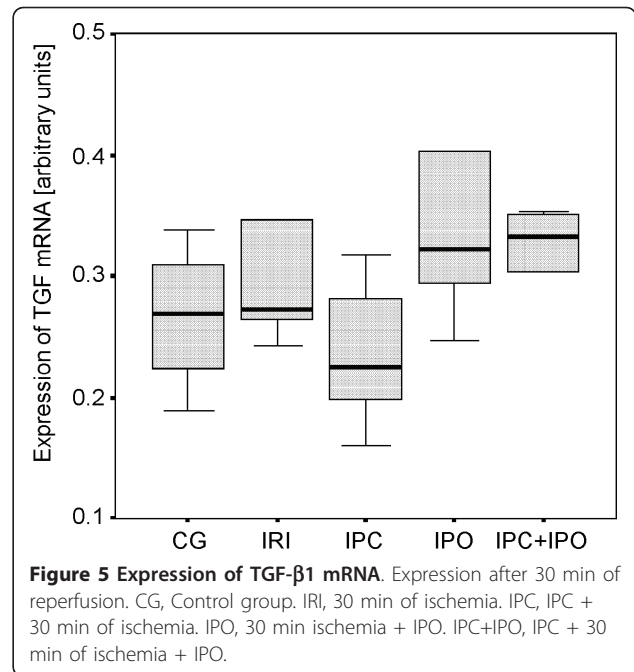 0.5
0.4
0.3
0.2
0.1
Expression of TGF mRNA [arbitrary units]
CG IRI IPC IPO IPC+IPO
Figure 5 Expression of TGF-β1 mRNA. Expression after 30 min of
reperfusion. CG, Control group. IRI, 30 min of ischemia. IPC, IPC +
30 min of ischemia. IPO, 30 min ischemia + IPO. IPC+IPO, IPC + 30
min of ischemia + IPO.